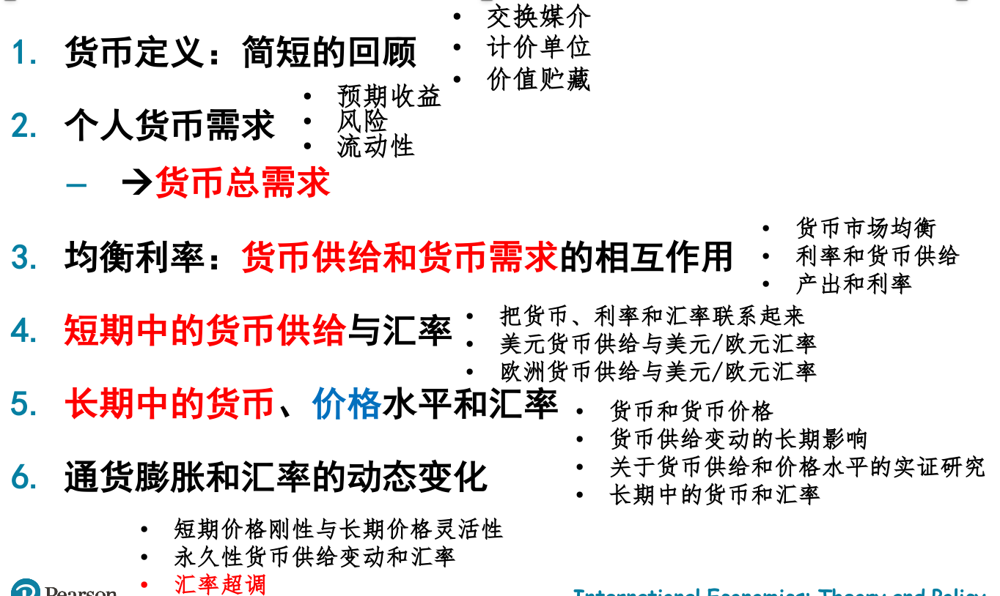 1. 货币定义：简短的回顾
• 交换媒介
• 计价单位
• 价值贮藏
2. 个人货币需求
• 预期收益
• 风险
• 流动性
– →货币总需求
3. 均衡利率：货币供给和货币需求的相互作用
• 货币市场均衡
• 利率和货币供给
• 产出和利率
4. 短期中的货币供给与汇率
• 把货币、利率和汇率联系起来
• 美元货币供给与美元/欧元汇率
• 欧洲货币供给与美元/欧元汇率
5. 长期中的货币、价格水平和汇率
• 货币和货币价格
• 货币供给变动的长期影响
• 关于货币供给和价格水平的实证研究
• 长期中的货币和汇率
6. 通货膨胀和汇率的动态变化
• 短期价格刚性与长期价格灵活性
• 永久性货币供给变动和汇率
• 汇率超调
Pearson
International Economics: Theory and Policy